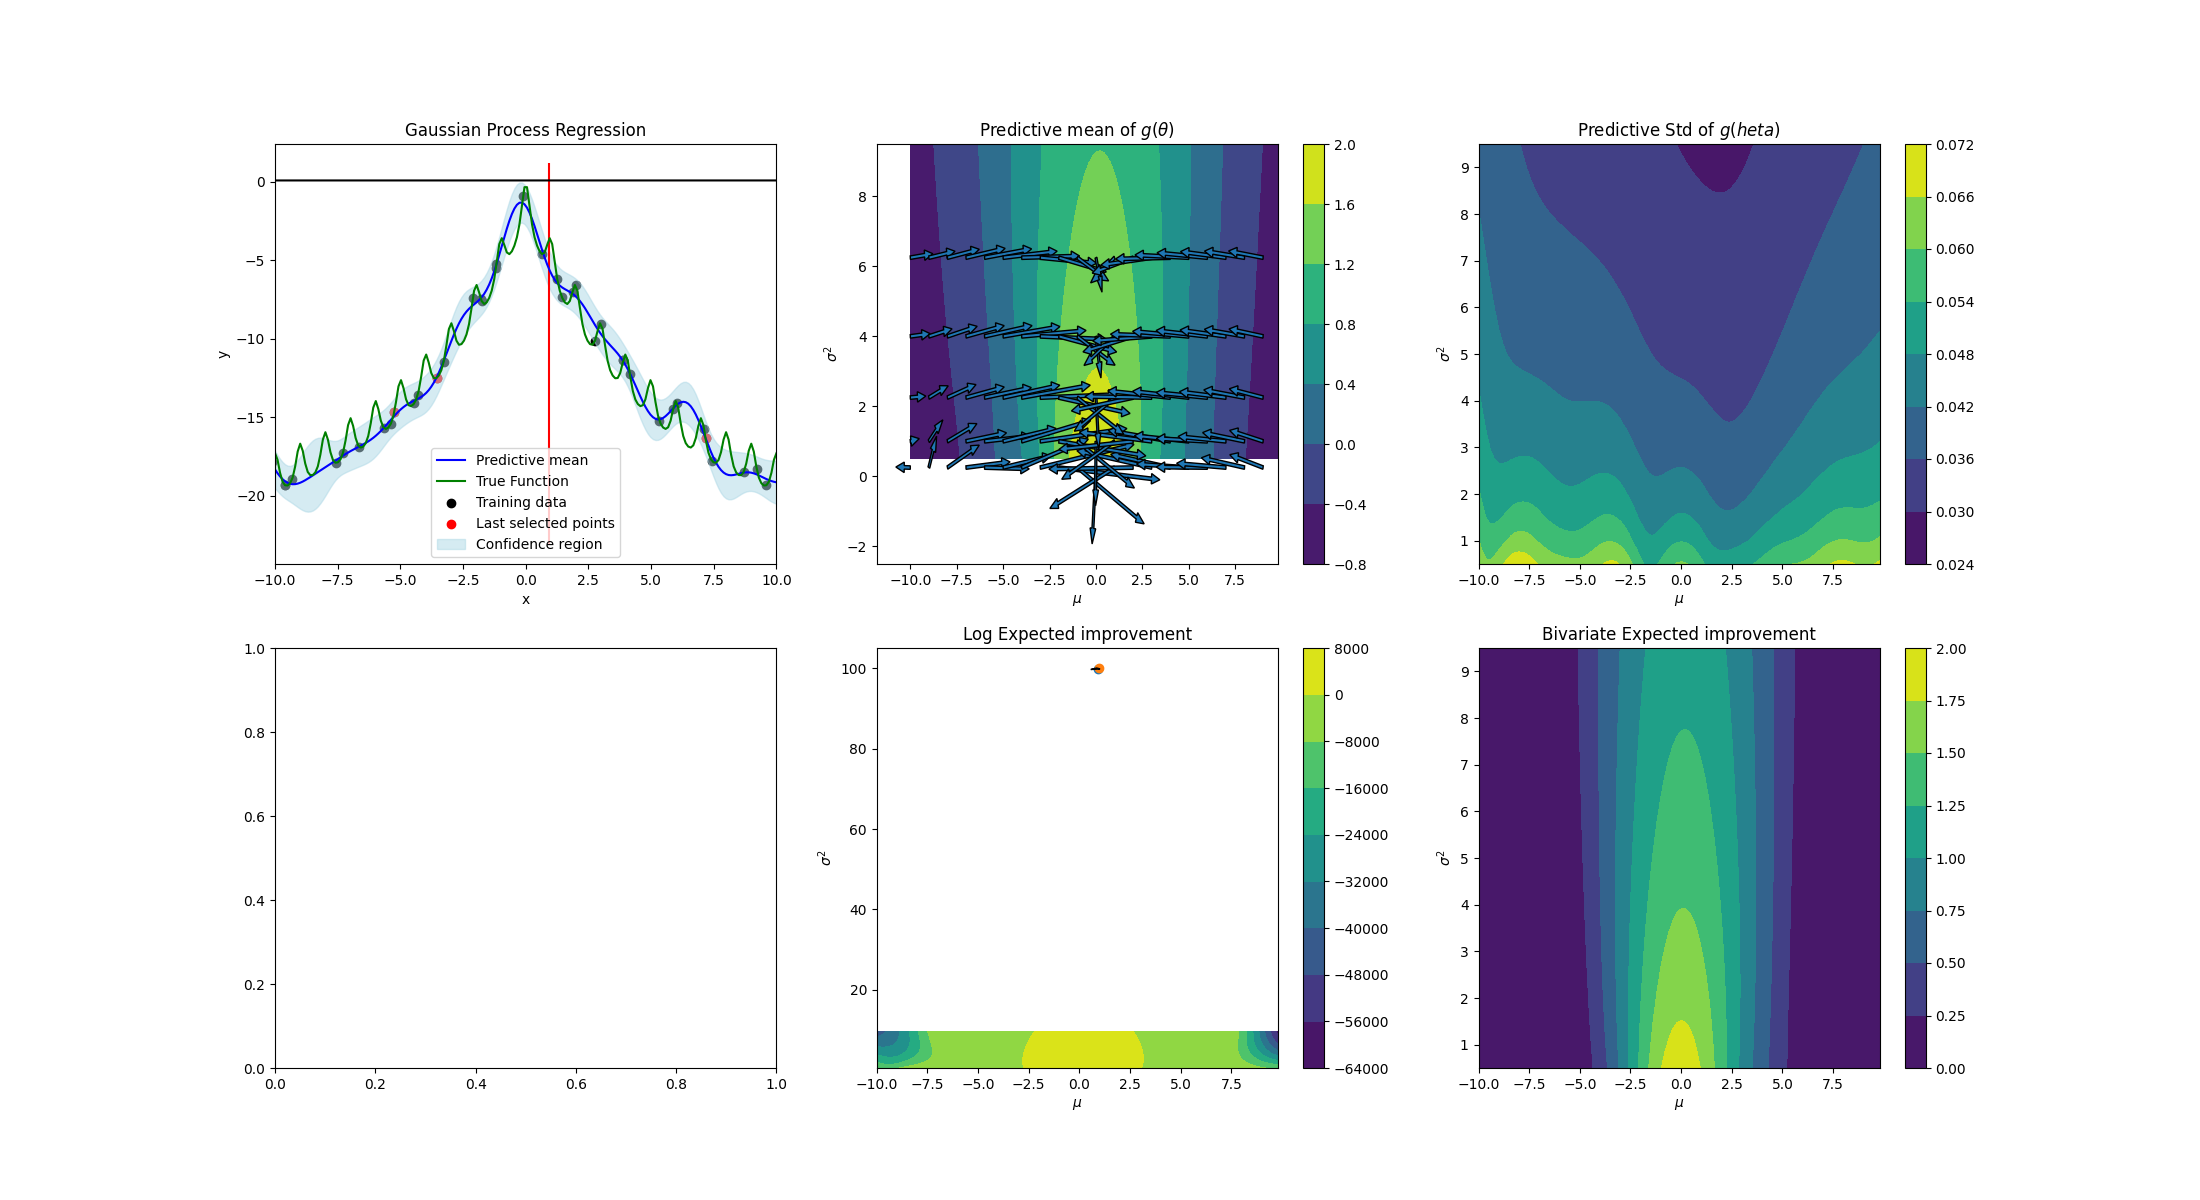 Gaussian Process Regression
0
−5
−10
−15
−20
y
−10.0 −7.5 −5.0 −2.5 0.0 2.5 5.0 7.5 10.0
x
Predictive mean
True Function
Training data
Last selected points
Confidence region
Predictive mean of g(θ)
8
6
4
2
0
−2
σ²
−10.0 −7.5 −5.0 −2.5 0.0 2.5 5.0 7.5
μ
2.0
1.6
1.2
0.8
0.4
0.0
−0.4
−0.8
Predictive Std of g(heta)
9
8
7
6
5
4
3
2
1
σ²
−10.0 −7.5 −5.0 −2.5 0.0 2.5 5.0 7.5
μ
0.072
0.066
0.060
0.054
0.048
0.042
0.036
0.030
0.024
1.0
0.8
0.6
0.4
0.2
0.0
0.0 0.2 0.4 0.6 0.8 1.0
Log Expected improvement
100
80
60
40
20
σ²
−10.0 −7.5 −5.0 −2.5 0.0 2.5 5.0 7.5
μ
8000
0
−8000
−16000
−24000
−32000
−40000
−48000
−56000
−64000
Bivariate Expected improvement
9
8
7
6
5
4
3
2
1
σ²
−10.0 −7.5 −5.0 −2.5 0.0 2.5 5.0 7.5
μ
2.00
1.75
1.50
1.25
1.00
0.75
0.50
0.25
0.00